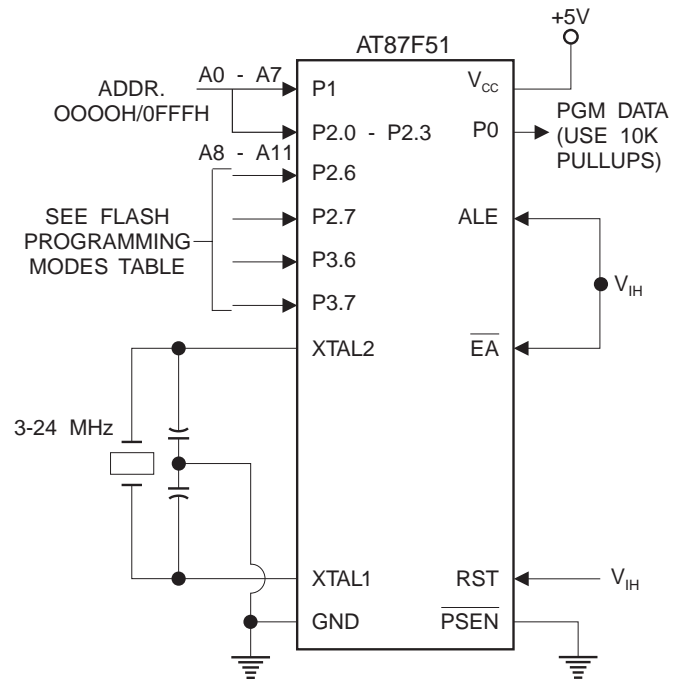 +5V
AT87F51
A0 - A7
ADDR.
OOOOH/0FFFH
P1
VCC
PGM DATA
(USE 10K
PULLUPS)
P2.0 - P2.3
P0
A8 - A11
P2.6
SEE FLASH
PROGRAMMING
MODES TABLE
P2.7
ALE
P3.6
VIH
P3.7
XTAL2
EA
3-24 MHz
XTAL1
RST
VIH
GND
PSEN